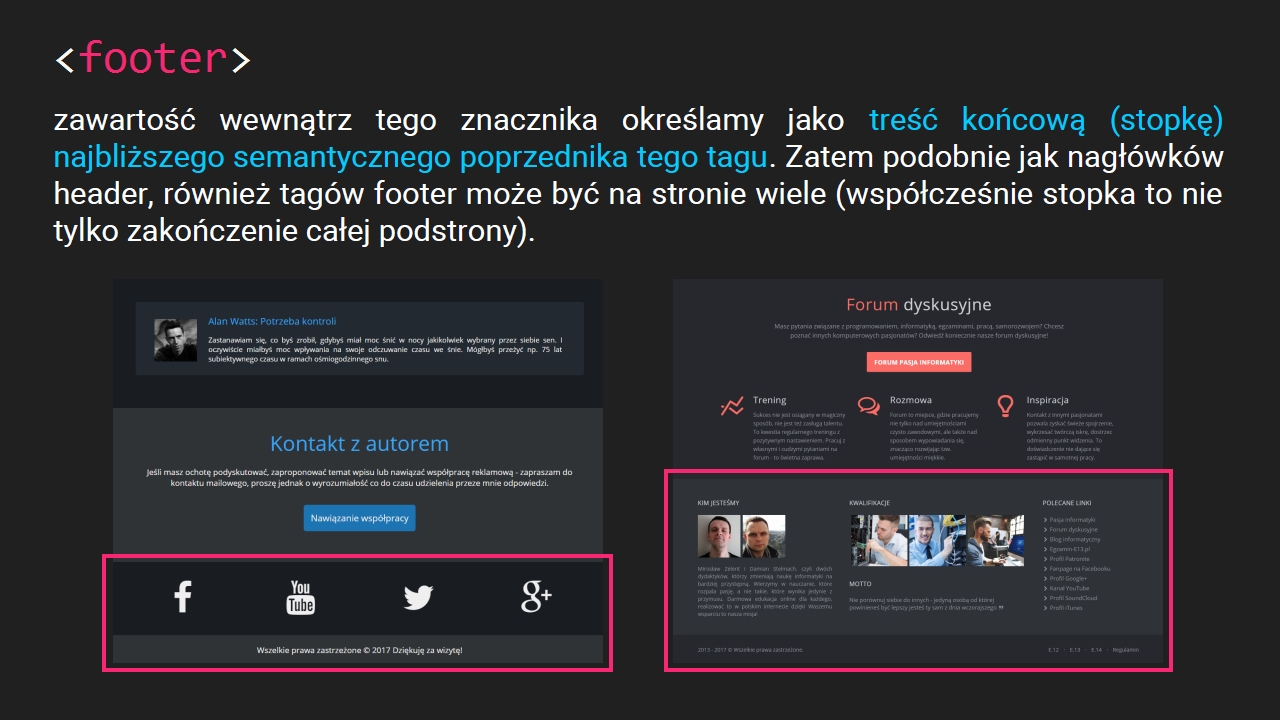 <footer>
zawartość wewnątrz tego znacznika określamy jako treść końcową (stopkę)
najbliższego semantycznego poprzednika tego tagu. Zatem podobnie jak nagłówków
header, również tagów footer może być na stronie wiele (współcześnie stopka to nie
tylko zakończenie całej podstrony).
Alan Watts: Potrzeba kontroli
Zastanawiam się, co byś zrobił, gdybyś miał moc śnić w nocy jakikolwiek wybrany przez siebie sen. I
oczywiście miałbyś moc wpływania na swoje odczuwanie czasu we śnie. Mógłbyś przeżyć np. 75 lat
subiektywnego czasu w ramach ośmiogodzinnego snu.
Kontakt z autorem
Jeśli masz ochotę podyskutować, zaproponować temat wpisu lub nawiązać współpracę reklamową - zapraszam do
kontaktu mailowego, proszę jednak o wyrozumiałość co do czasu udzielenia przeze mnie odpowiedzi.
Nawiązanie współpracy
f
You
Tube
g+
Wszelkie prawa zastrzeżone © 2017 Dziękuję za wizytę!
Forum dyskusyjne
Masz pytania związane z programowaniem, informatyką, egzaminami, pracą, samorozwojem? Chcesz
poznać innych komputerowych pasjonatów? Odwiedź koniecznie nasze forum dyskusyjne!
FORUM PASJA INFORMATYKI
Trening
Sukces nie jest osiągany w magiczny
sposób, nie jest też zasługą talentu.
To kwestia regularnego treningu z
pozytywnym nastawieniem. Pracuj z
własnymi i cudzymi pytaniami na
forum - to świetna zaprawa.
Rozmowa
Forum to miejsce, gdzie pracujemy
nie tylko nad umiejętnościami
czysto zawodowymi, ale także nad
sposobem wypowiadania się,
znacząco rozwijając tzw.
umiejętności miękkie.
Inspiracja
Kontakt z innymi pasjonatami
pozwala zyskać świeże spojrzenie,
wykrzesać twórczą iskrę, dostrzec
odmienny punkt widzenia. To
doświadczenie nie dające się
zastąpić w samotnej pracy.
KIM JESTEŚMY
Mirosław Zelent i Damian Stelmach, czyli dwóch
dydaktyków, którzy zmieniają naukę informatyki na
bardziej przystępną. Wierzymy w nauczanie, które
rozpala pasję, a nie takie, które wynika jedynie z
przymusu. Darmowa edukacja online dla każdego,
realizować to w polskim internecie dzięki Waszemu
wsparciu to nasza misja!
KWALIFIKACJE
MOTTO
Nie porównuj siebie do innych - jedyną osobą od której
powinieneś być lepszy jesteś ty sam z dnia wczorajszego
POLECANE LINKI
Pasja informatyki
Forum dyskusyjne
Blog informatyczny
Egzamin-E13.pl
Profil Patronite
Fanpage na Facebooku
Profil Google+
Kanał YouTube
Profil SoundCloud
Profil iTunes
2013 - 2017 © Wszelkie prawa zastrzeżone
E.12 · E.13 · E.14 · Regulamin